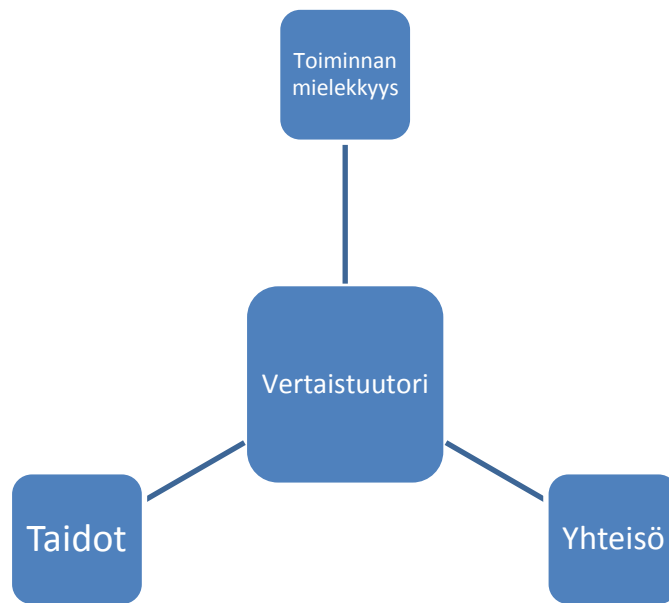 Toiminnan
mielekkyys
Vertaistuutori
Taidot
Yhteisö